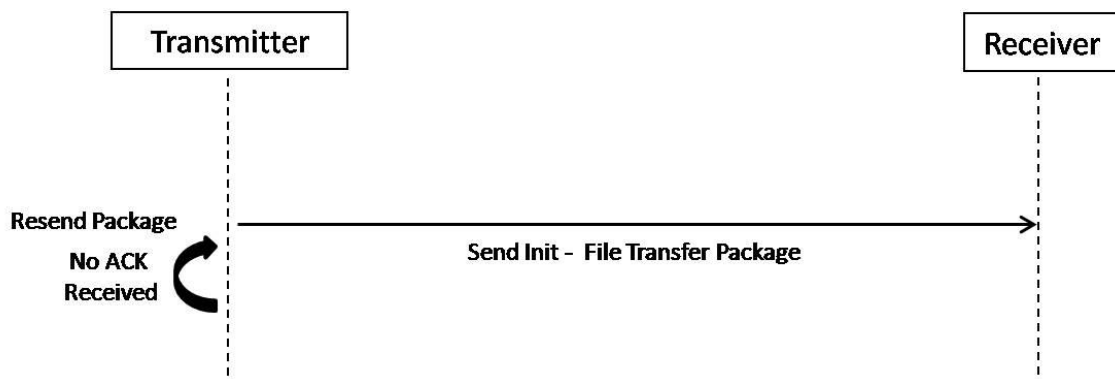 Transmitter
Receiver
Resend Package
No ACK
Received
Send Init - File Transfer Package